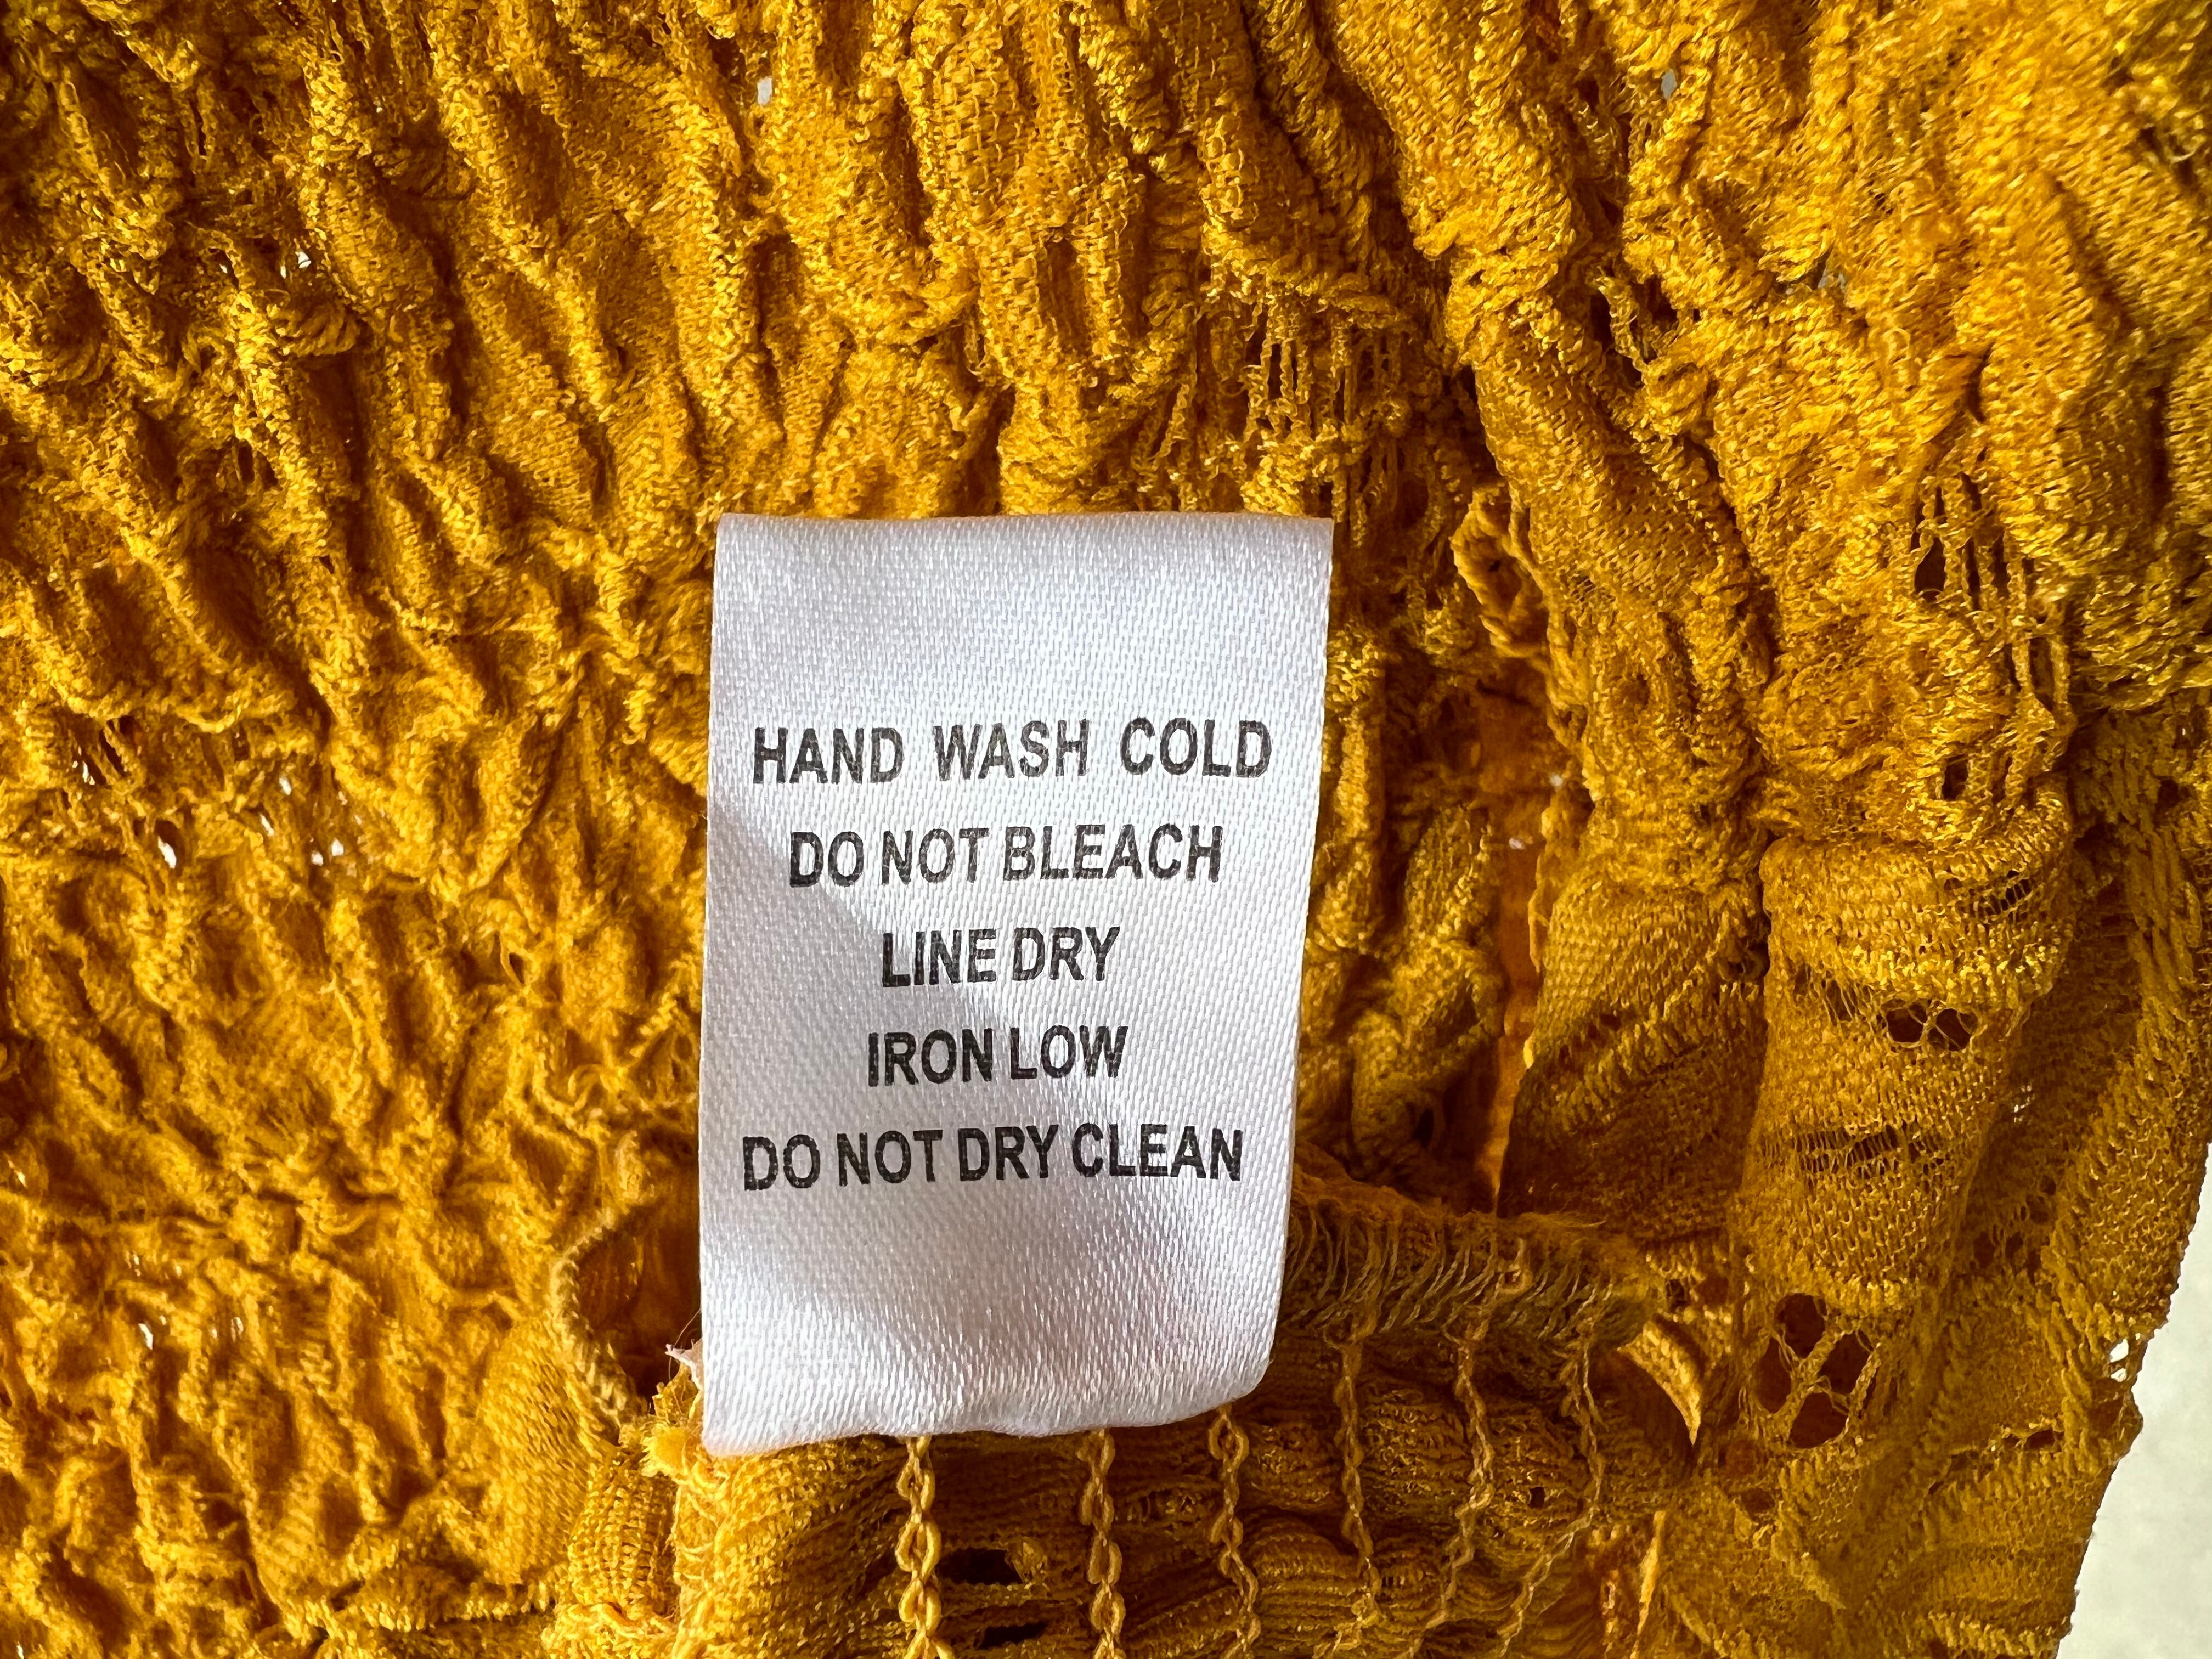 HAND WASH COLD
DO NOT BLEACH
LINE DRY
IRON LOW
DO NOT DRY CLEAN